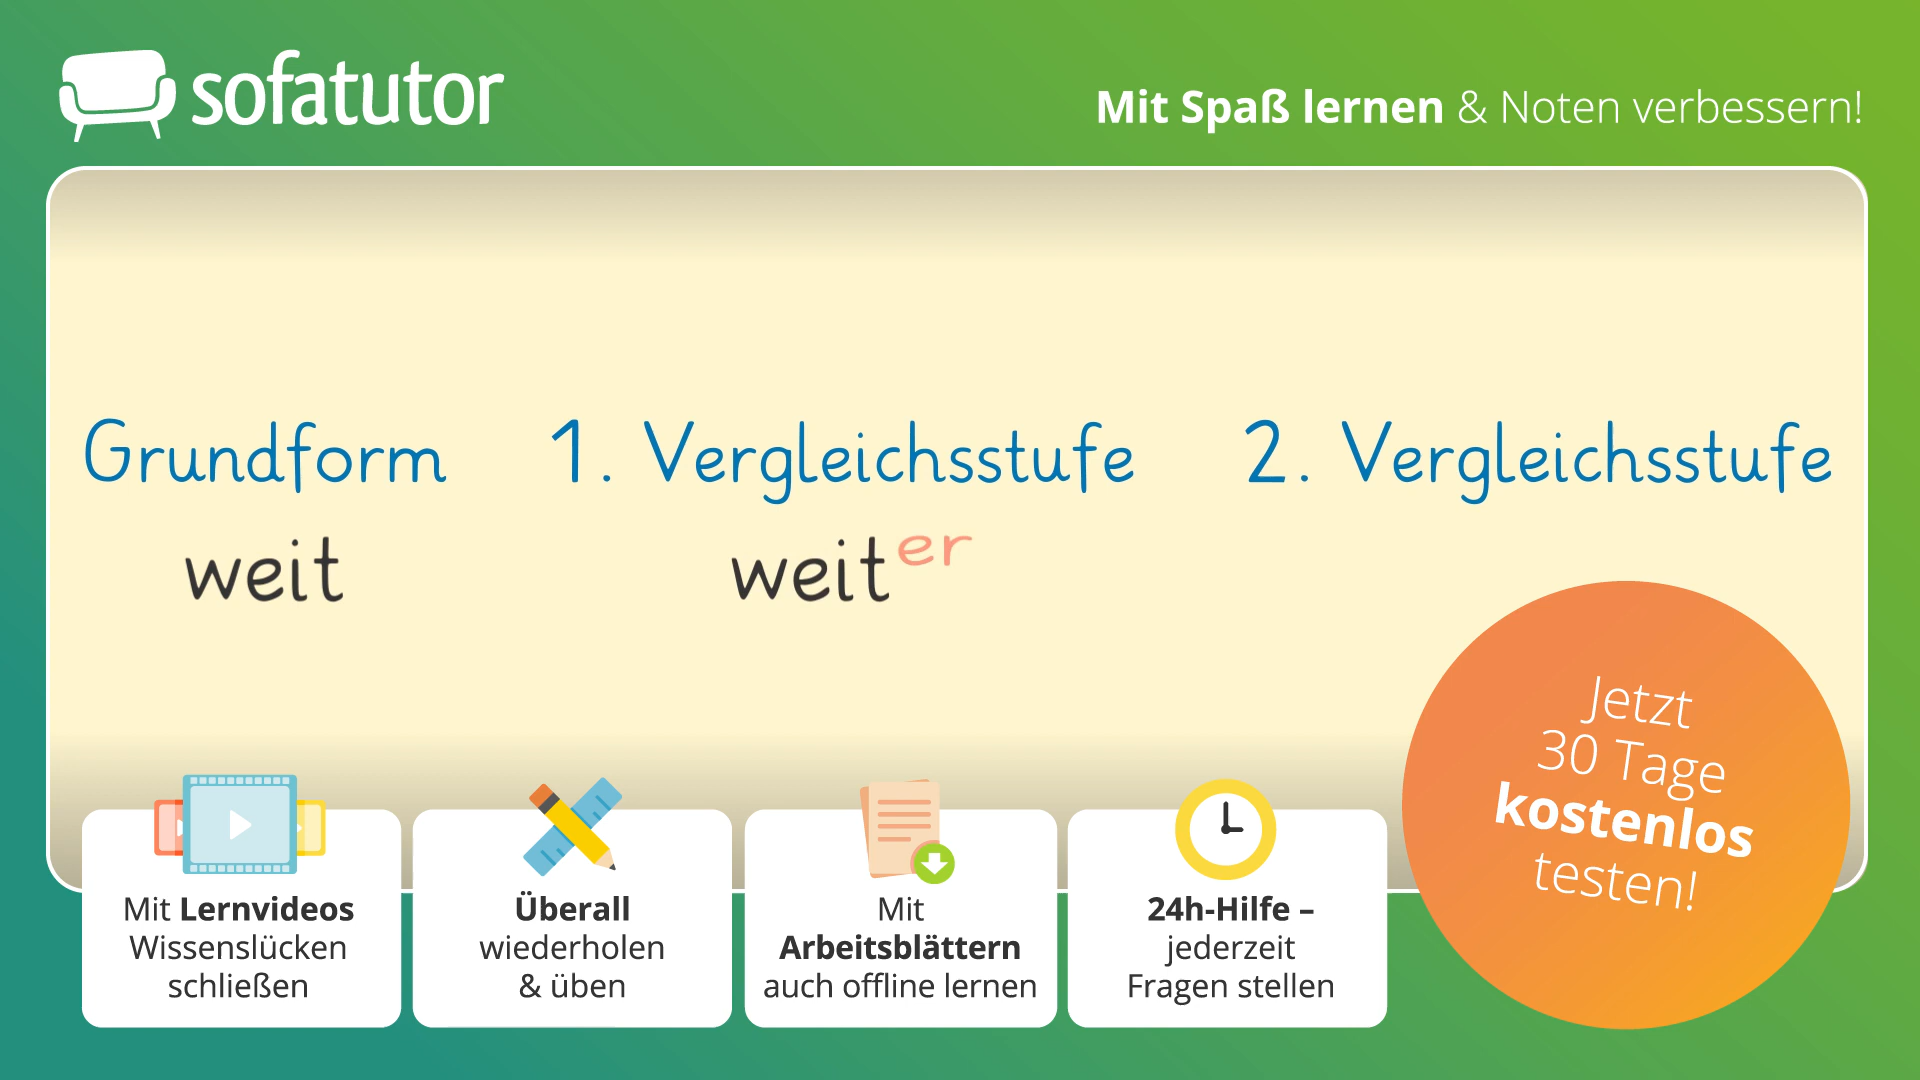 sofatutor
Mit Spaß lernen & Noten verbessern!
Grundform 1. Vergleichsstufe 2. Vergleichsstufe
weit weiter
Jetzt
30 Tage
kostenlos
testen!
Mit Lernvideos
Wissenslücken
schließen
Überall
wiederholen
& üben
Mit
Arbeitsblättern
auch offline lernen
24h-Hilfe –
jederzeit
Fragen stellen